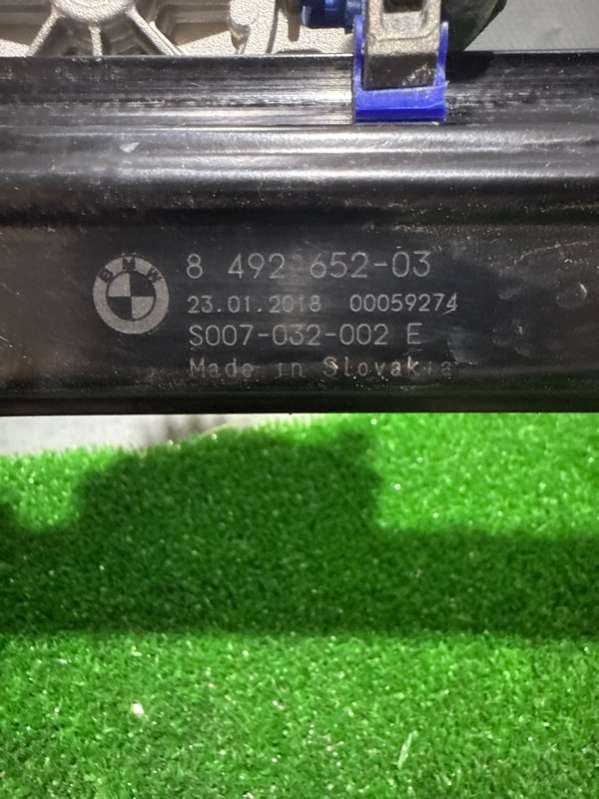 BMW
8 492 652-03
23.01.2018 00059274
S007-032-002 E
Made in Slovakia